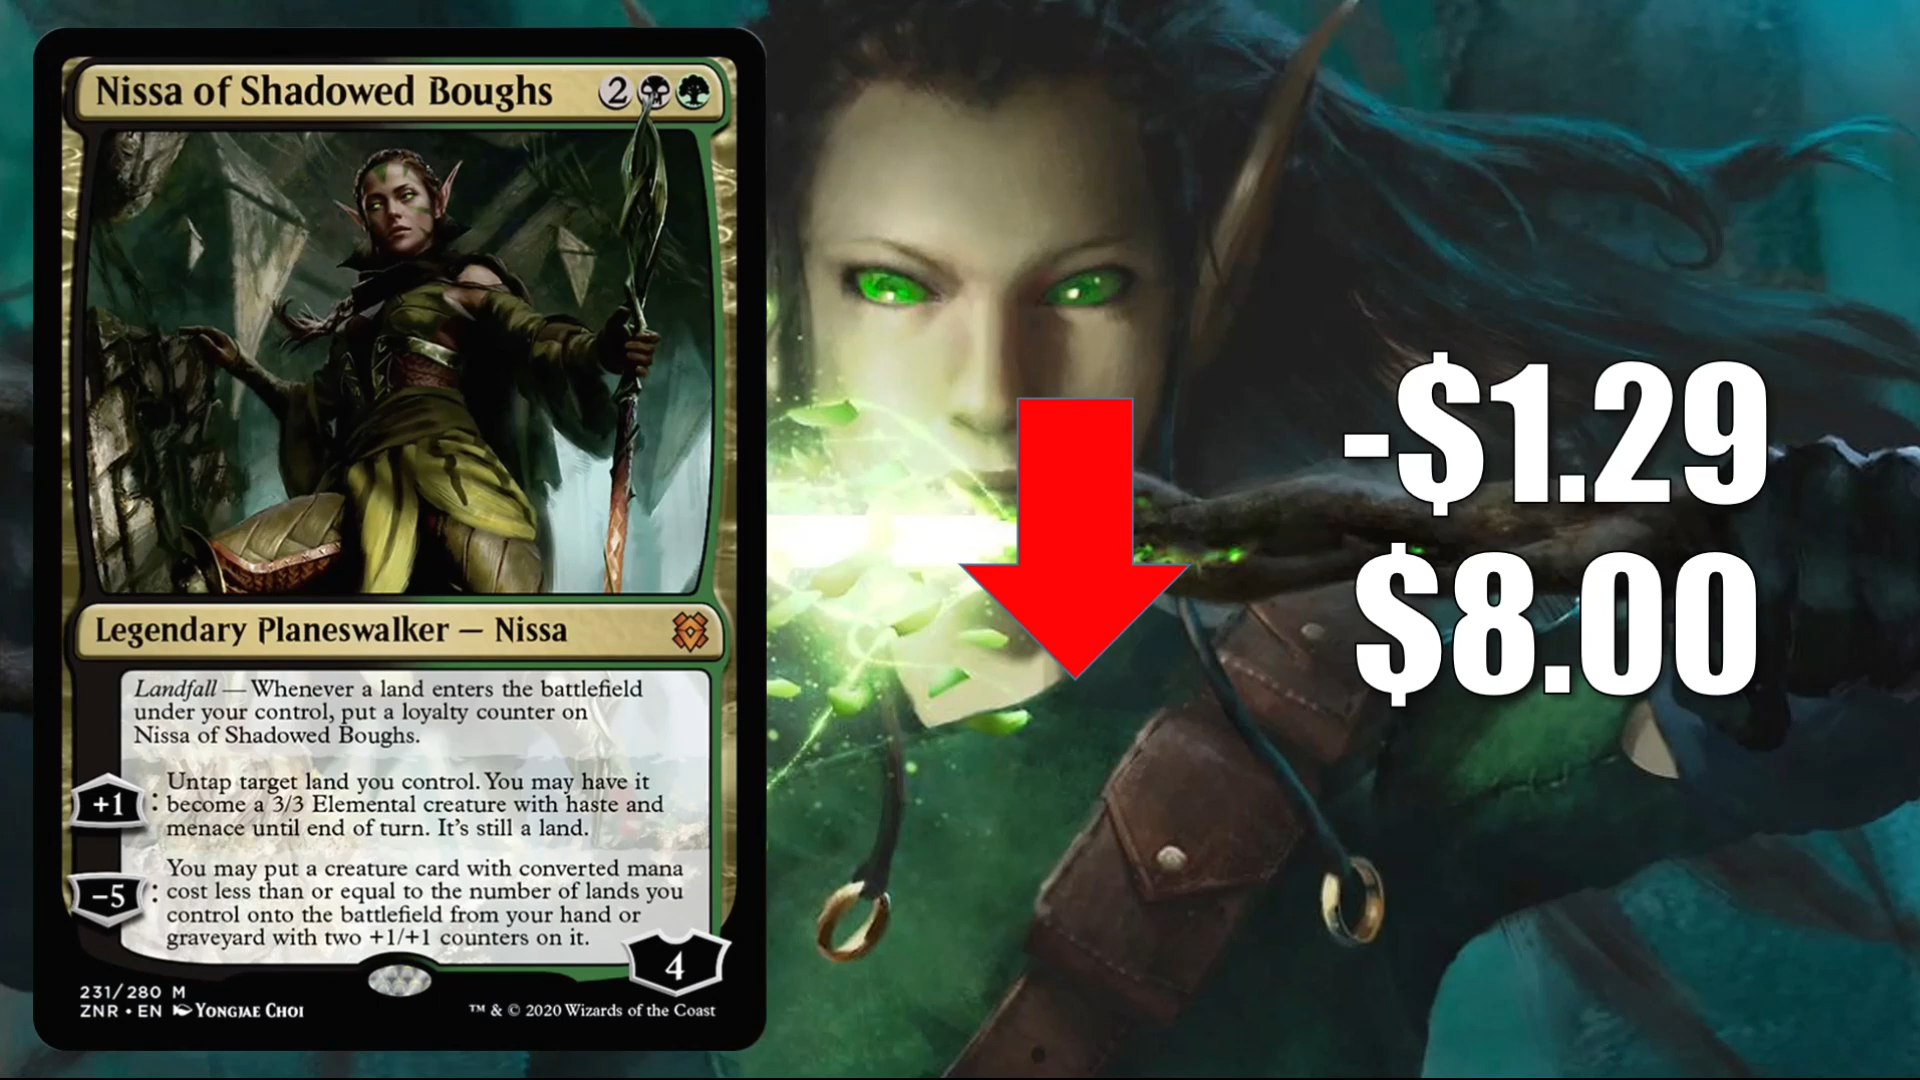 Nissa of Shadowed Boughs 2
Legendary Planeswalker — Nissa
Landfall — Whenever a land enters the battlefield
under your control, put a loyalty counter on
Nissa of Shadowed Boughs.
+1 : Untap target land you control. You may have it
become a 3/3 Elemental creature with haste and
menace until end of turn. It's still a land.
−5 : You may put a creature card with converted mana
cost less than or equal to the number of lands you
control onto the battlefield from your hand or
graveyard with two +1/+1 counters on it.
4
231/280 M
ZNR • EN Yongjae Choi
™ & © 2020 Wizards of the Coast
-$1.29
$8.00